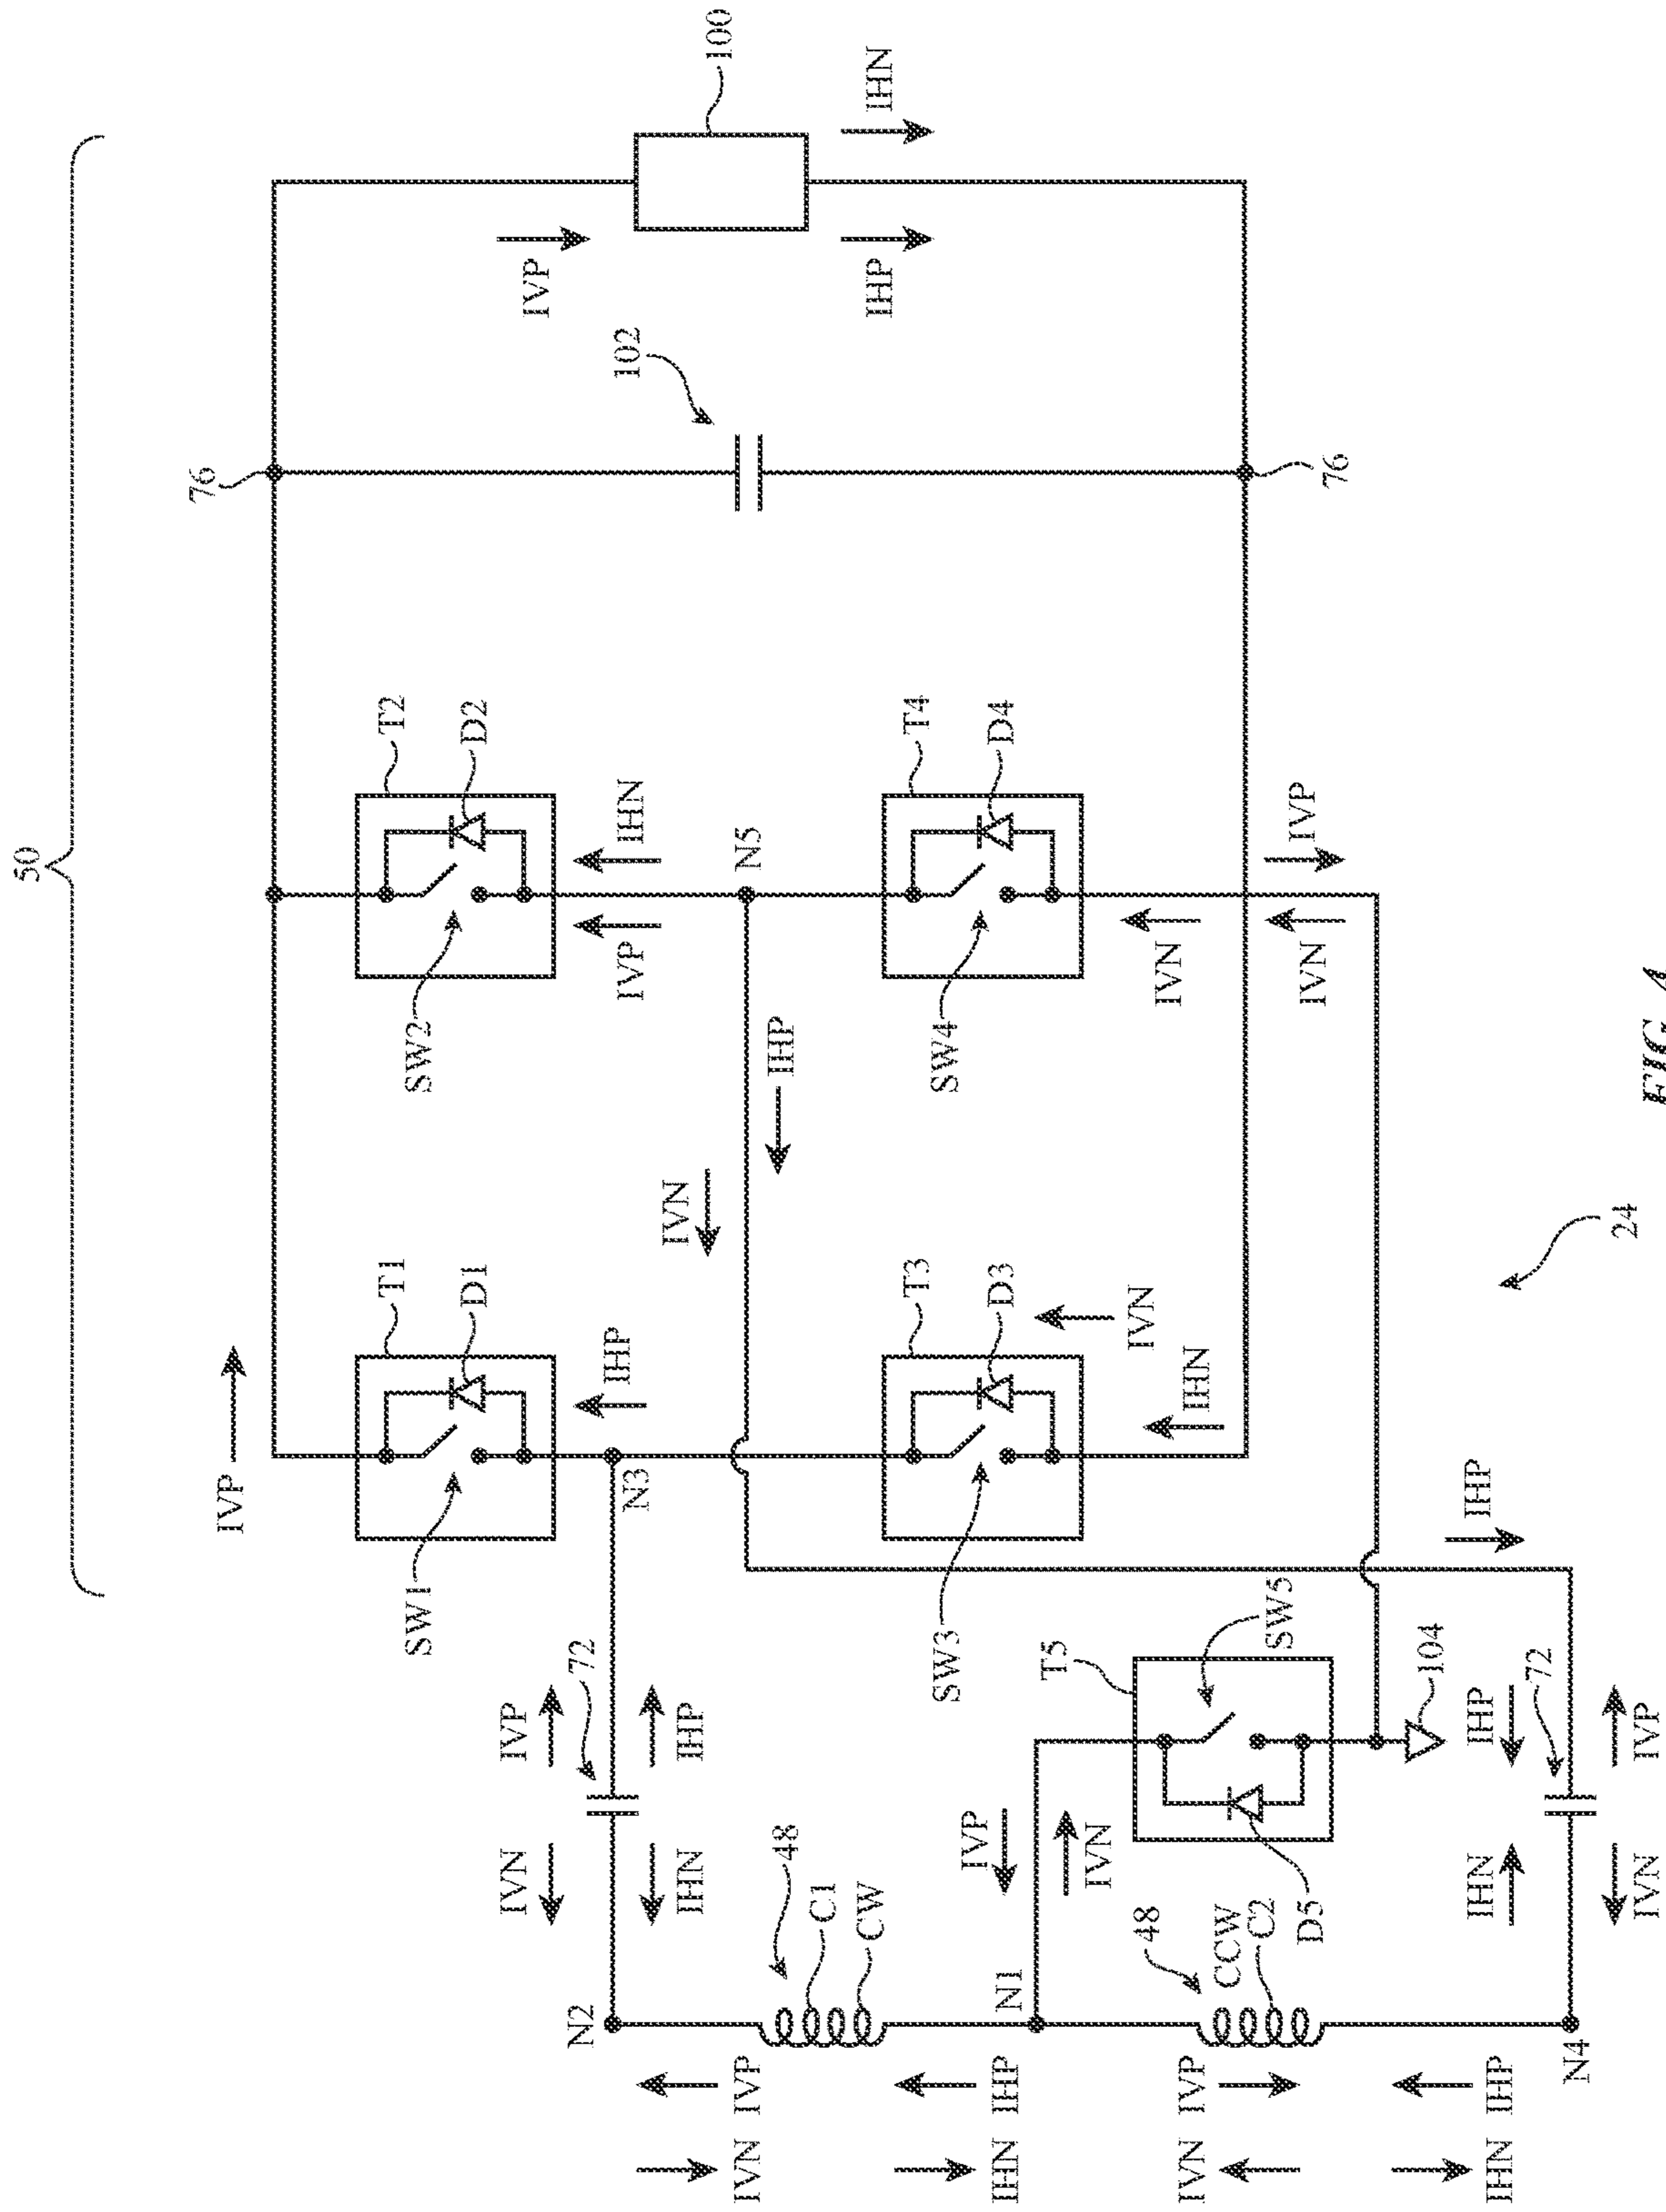 50
76
IVP
T1
D1
SW1
IHP
N3
T2
D2
SW2
IVP
IHN
N5
IVP
100
IHP
IHN
102
IVN
IHP
T3
D3
SW3
IVN
IHN
T4
D4
SW4
IVN
IVN
IVP
76
IVN
IVP
72
IHN
IHP
N2
48
C1
CW
IVP
IVN
N1
48
CCW
C2
T5
SW5
D5
104
IHP
IHN
IHP
72
IVN
IVP
N4
IVN
IVP
IHN
IHP
IVN
IVP
IHN
IHP
24
FIG. 4